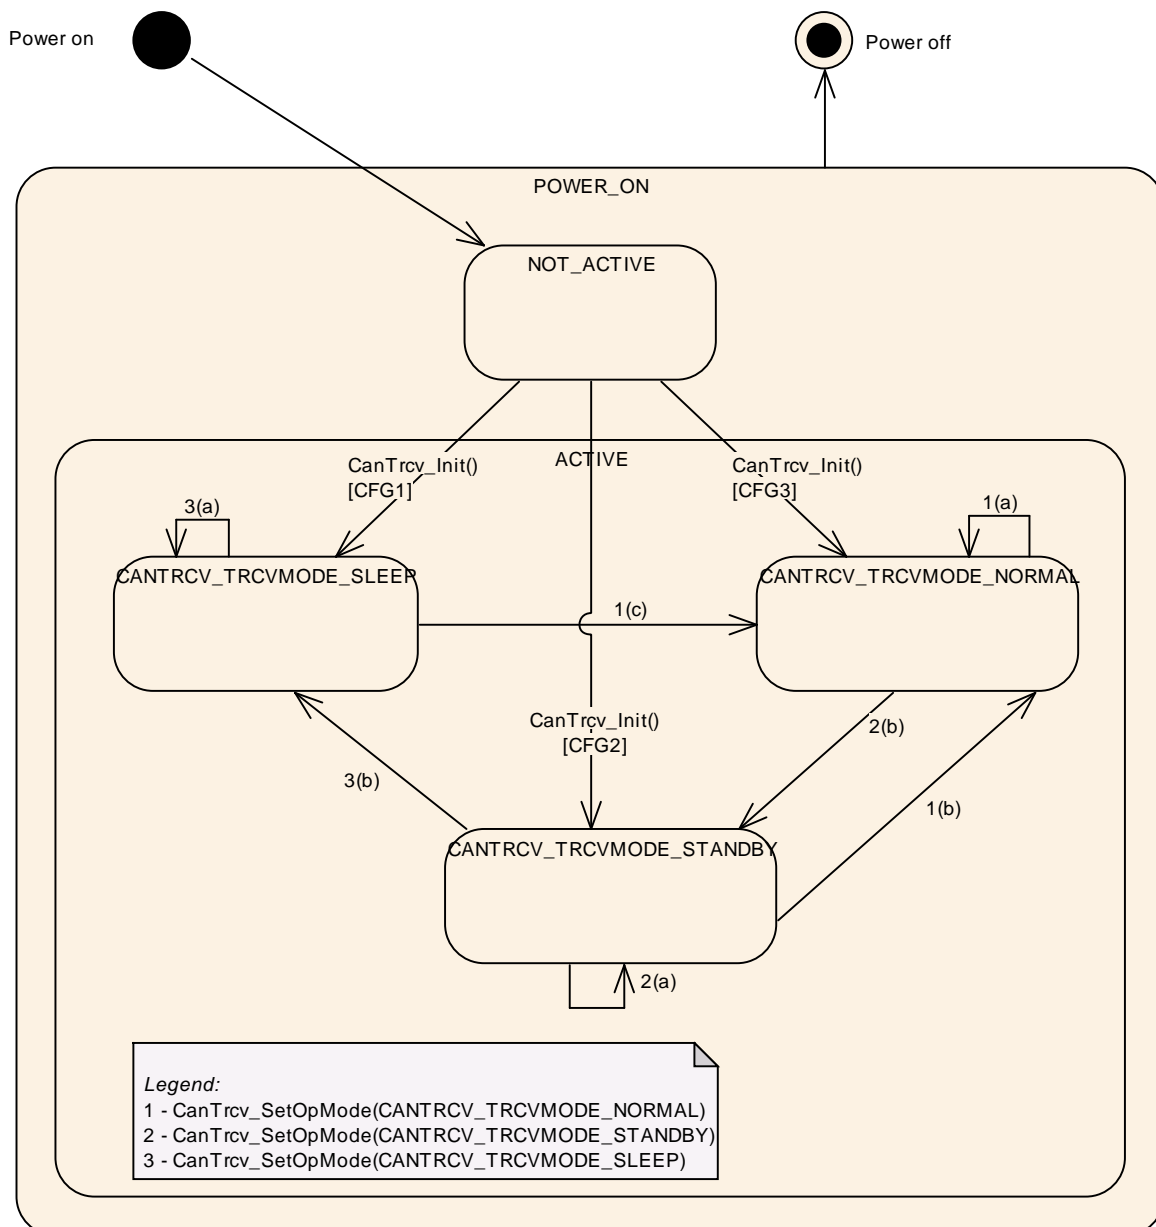 Power on
Power off
POWER_ON
NOT_ACTIVE
CanTrcv_Init()
[CFG1]
ACTIVE
CanTrcv_Init()
[CFG3]
3(a)
1(a)
CANTRCV_TRCVMODE_SLEEP
CANTRCV_TRCVMODE_NORMAL
1(c)
CanTrcv_Init()
[CFG2]
2(b)
3(b)
1(b)
CANTRCV_TRCVMODE_STANDBY
2(a)
Legend:
1 - CanTrcv_SetOpMode(CANTRCV_TRCVMODE_NORMAL)
2 - CanTrcv_SetOpMode(CANTRCV_TRCVMODE_STANDBY)
3 - CanTrcv_SetOpMode(CANTRCV_TRCVMODE_SLEEP)